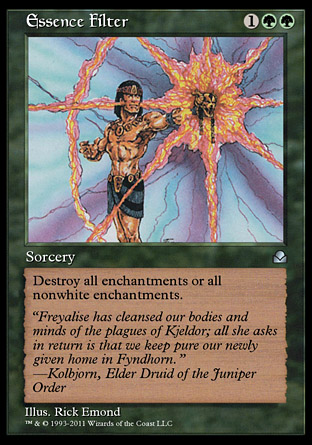 Essence Filter 1
Sorcery
Destroy all enchantments or all
nonwhite enchantments.
“Freyalise has cleansed our bodies and
minds of the plagues of Kjeldor; all she asks
in return is that we keep pure our newly
given home in Fyndhorn.”
—Kolbjorn, Elder Druid of the Juniper
Order
Illus. Rick Emond
™ & © 1993-2011 Wizards of the Coast LLC